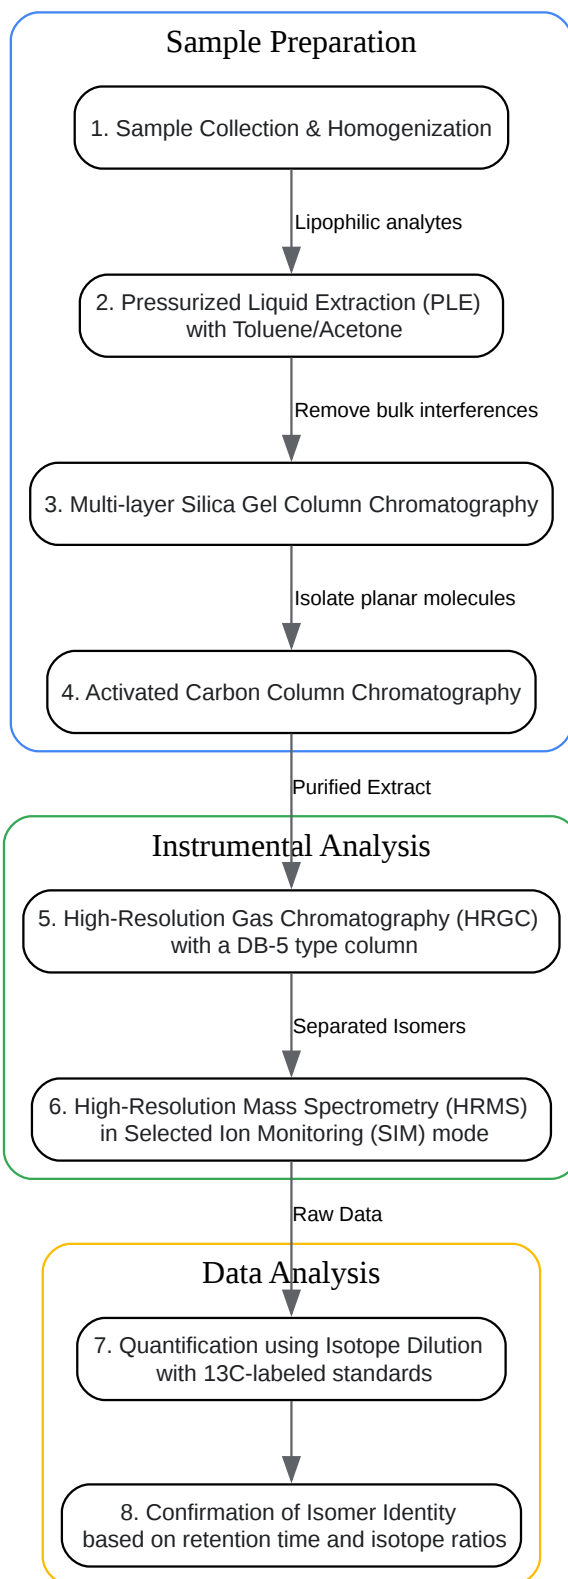 Sample Preparation
1. Sample Collection & Homogenization
Lipophilic analytes
2. Pressurized Liquid Extraction (PLE)
with Toluene/Acetone
Remove bulk interferences
3. Multi-layer Silica Gel Column Chromatography
Isolate planar molecules
4. Activated Carbon Column Chromatography
Purified Extract
Instrumental Analysis
5. High-Resolution Gas Chromatography (HRGC)
with a DB-5 type column
Separated Isomers
6. High-Resolution Mass Spectrometry (HRMS)
in Selected Ion Monitoring (SIM) mode
Raw Data
Data Analysis
7. Quantification using Isotope Dilution
with 13C-labeled standards
8. Confirmation of Isomer Identity
based on retention time and isotope ratios